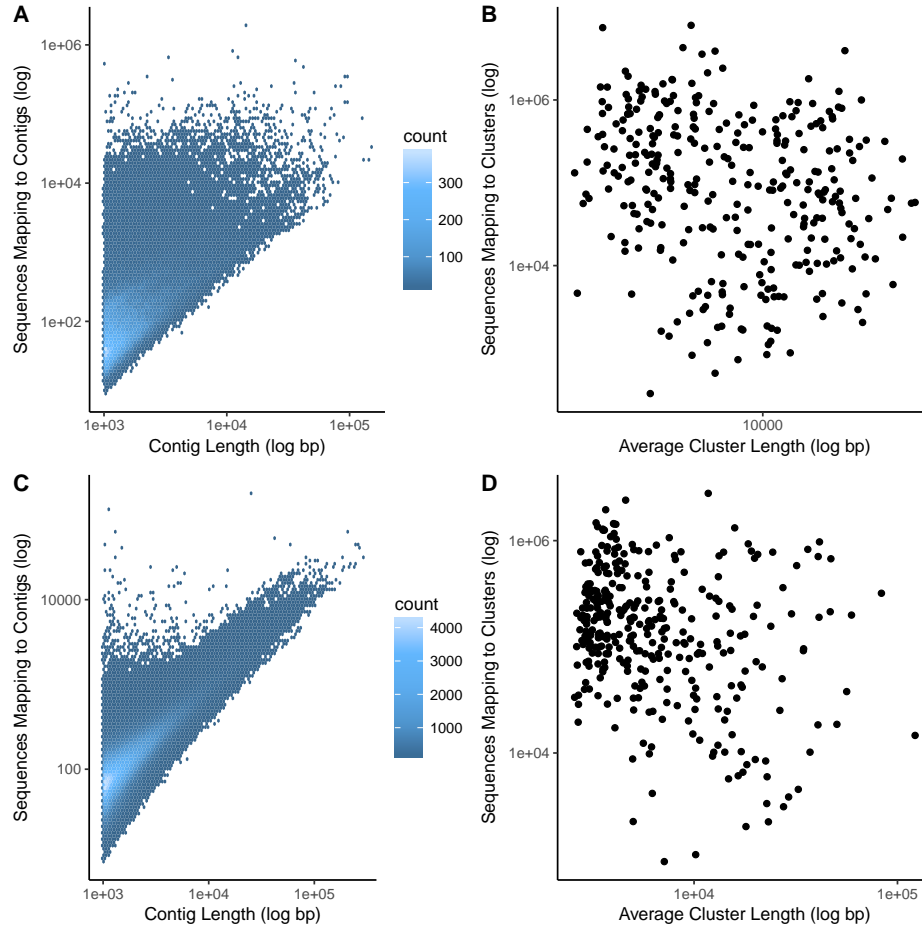 A
Sequences Mapping to Contigs (log)
1e+06
1e+04
1e+02
1e+03
1e+04
1e+05
Contig Length (log bp)
count
300
200
100
B
Sequences Mapping to Clusters (log)
1e+06
1e+04
10000
Average Cluster Length (log bp)
C
Sequences Mapping to Contigs (log)
10000
100
1e+03
1e+04
1e+05
Contig Length (log bp)
count
4000
3000
2000
1000
D
Sequences Mapping to Clusters (log)
1e+06
1e+04
1e+04
1e+05
Average Cluster Length (log bp)